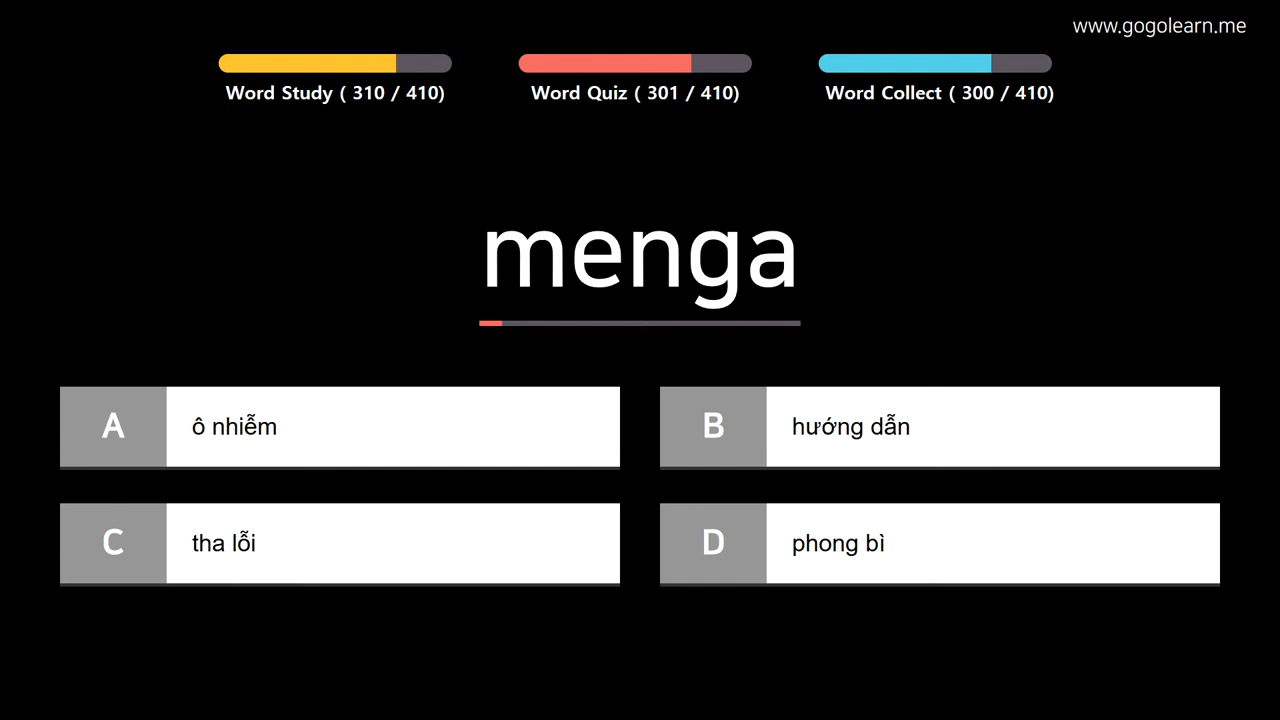 www.gogolearn.me
Word Study ( 310 / 410)
Word Quiz ( 301 / 410)
Word Collect ( 300 / 410)
menga
A
ô nhiễm
B
hướng dẫn
C
tha lỗi
D
phong bì